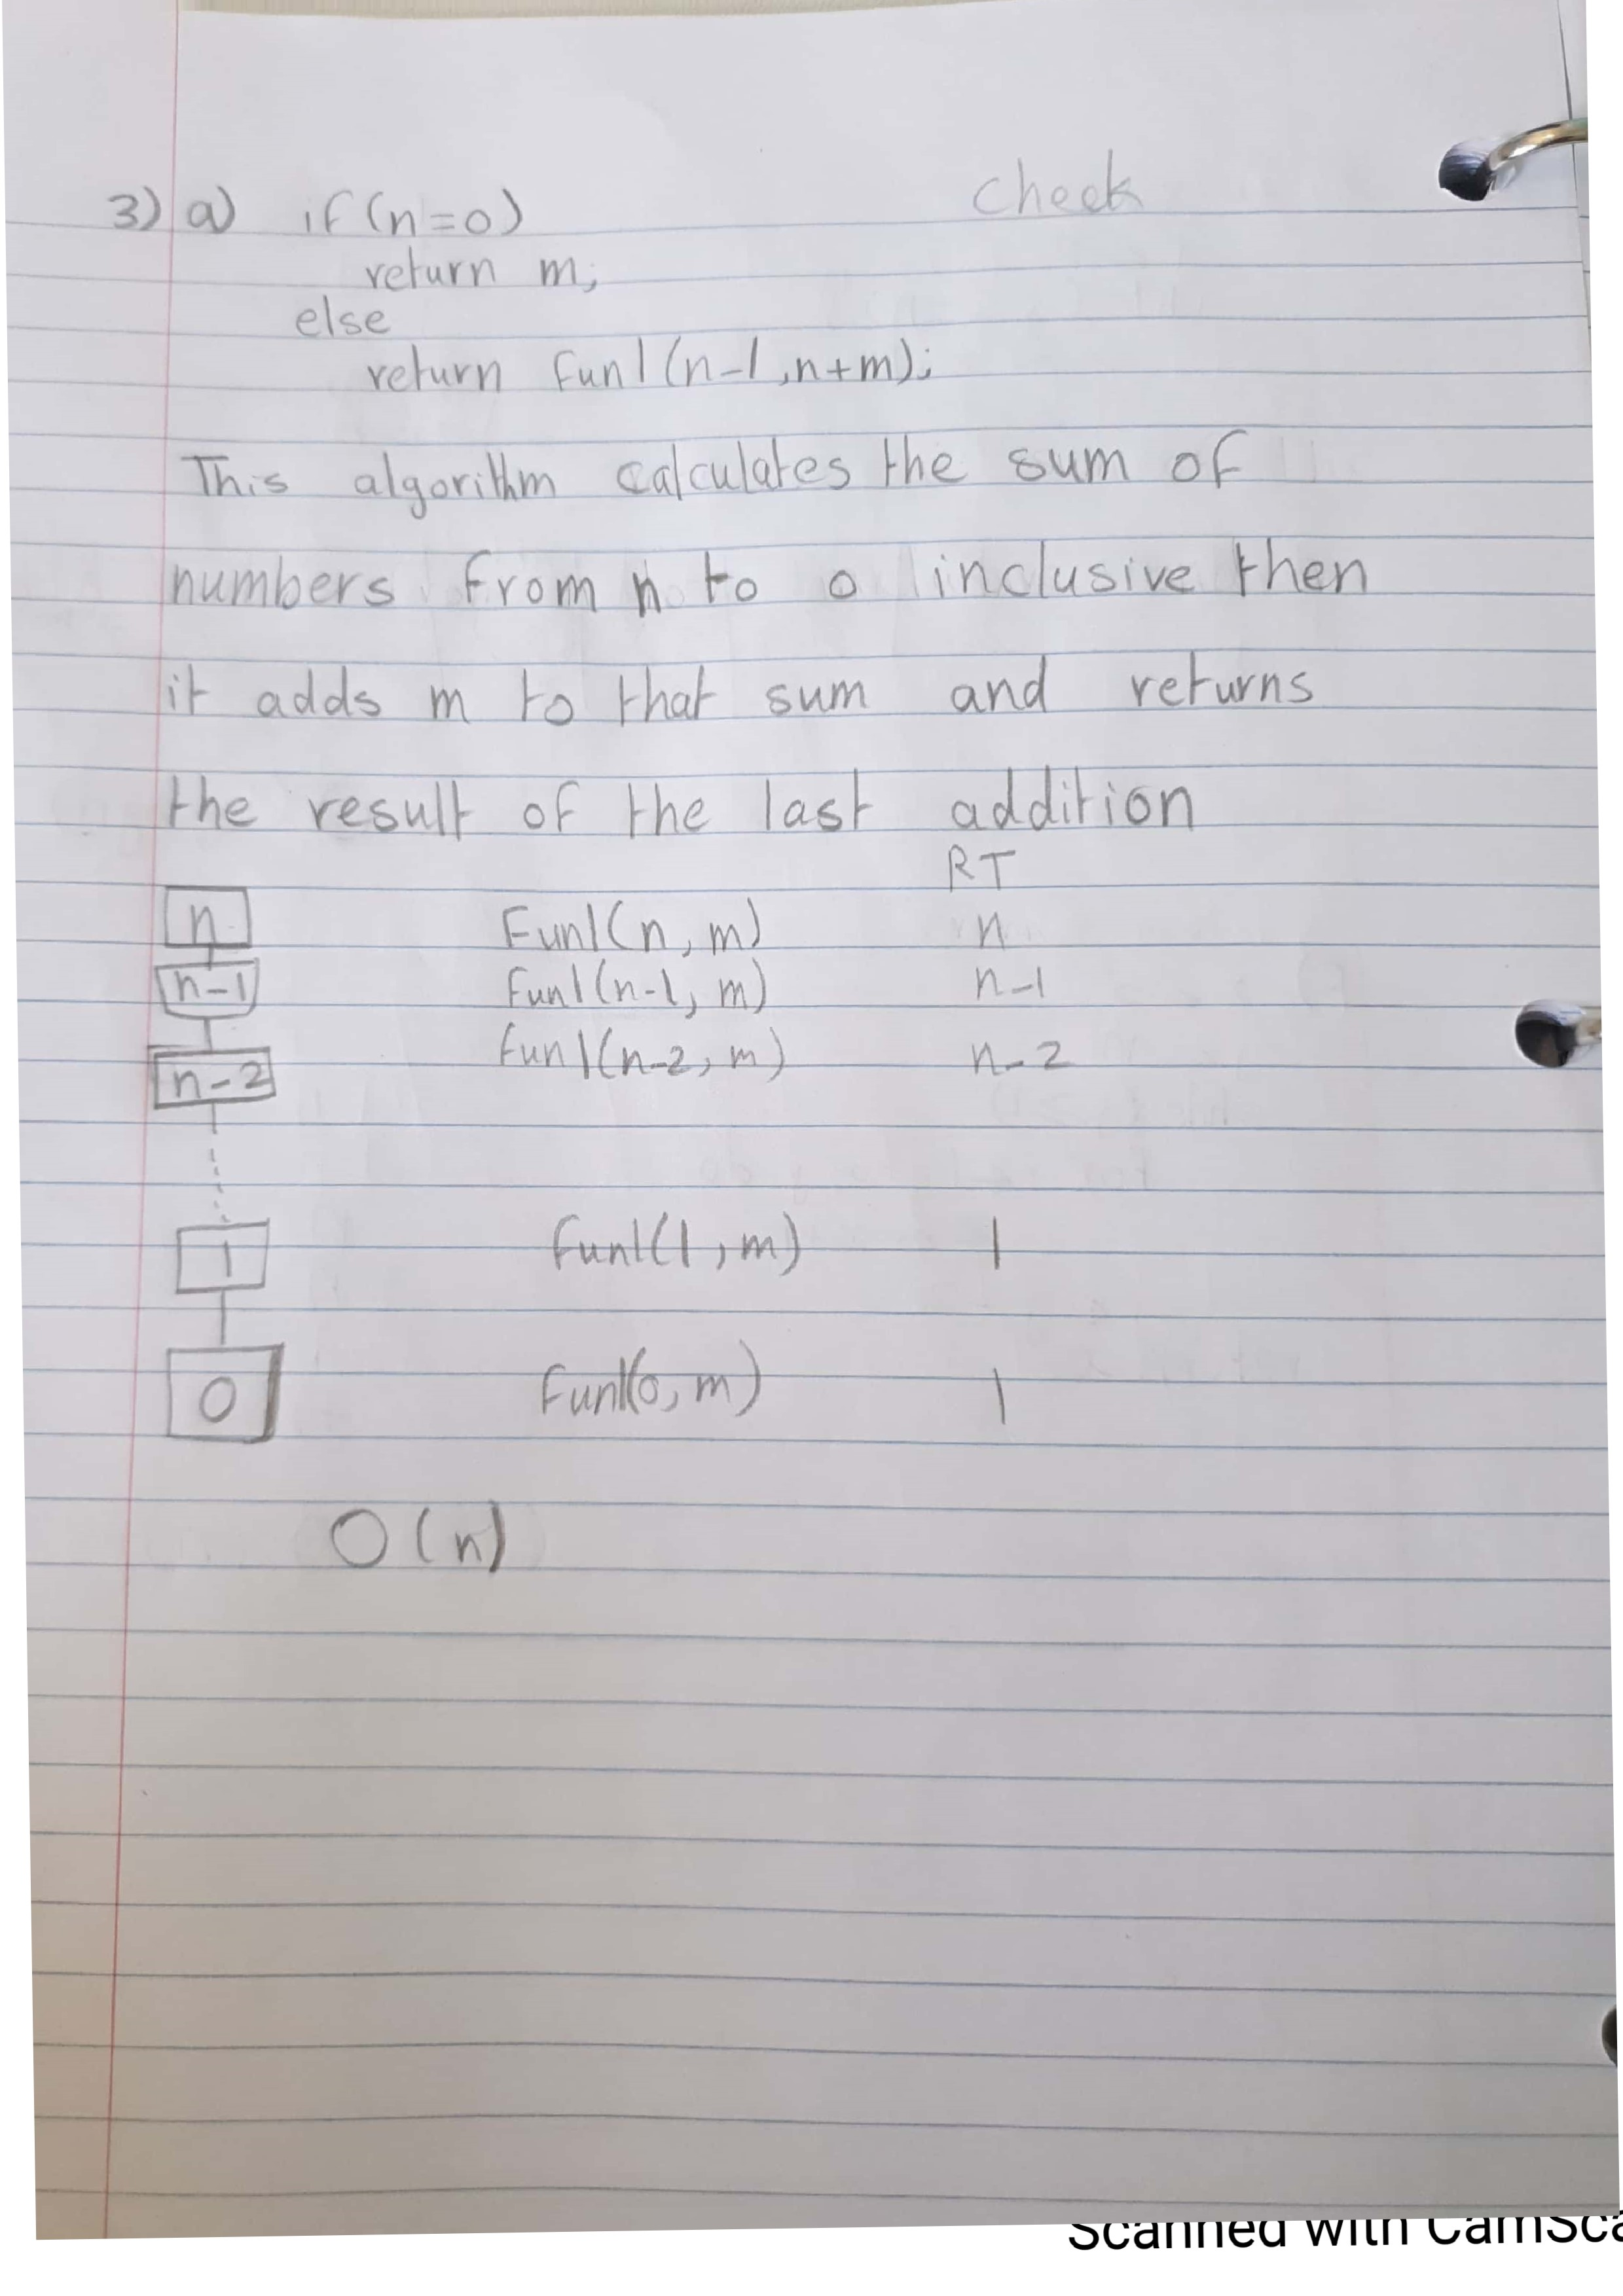 3) a) if (n=0) Check
return m;
else
return fun1(n-1,n+m);
This algorithm calculates the sum of
numbers from n to 0 inclusive then
it adds m to that sum and returns
the result of the last addition
RT
n Fun1(n, m) n
n-1 fun1(n-1, m) n-1
n-2 fun1(n-2, m) n-2
1 fun1(1, m) 1
0 fun1(0, m) 1
O(n)
Scanned with CamSca